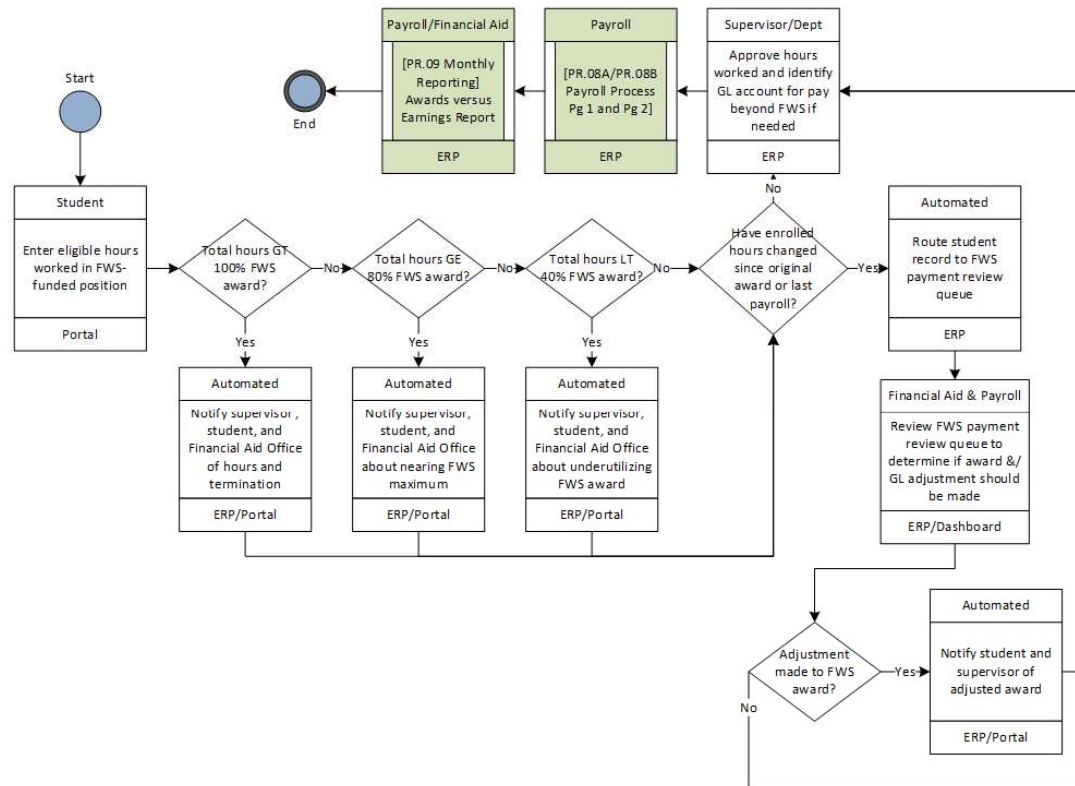 Payroll/Financial Aid
[PR.09 Monthly
Reporting]
Awards versus
Earnings Report
ERP
Payroll
[PR.08A/PR.08B
Payroll Process
Pg 1 and Pg 2]
ERP
Supervisor/Dept
Approve hours
worked and identify
GL account for pay
beyond FWS if
needed
ERP
Start
End
Student
Enter eligible hours
worked in FWS-
funded position
Portal
Total hours GT
100% FWS
award?
No
Yes
Total hours GE
80% FWS award?
No
Yes
Total hours LT
40% FWS award?
No
Yes
Have enrolled
hours changed
since original
award or last
payroll?
No
Yes
Automated
Route student
record to FWS
payment review
queue
ERP
Automated
Notify supervisor,
student, and
Financial Aid Office
of hours and
termination
ERP/Portal
Automated
Notify supervisor,
student, and
Financial Aid Office
about nearing FWS
maximum
ERP/Portal
Automated
Notify supervisor,
student, and
Financial Aid Office
about underutilizing
FWS award
ERP/Portal
Financial Aid & Payroll
Review FWS payment
review queue to
determine if award &/
GL adjustment should
be made
ERP/Dashboard
Adjustment
made to FWS
award?
Yes
No
Automated
Notify student and
supervisor of
adjusted award
ERP/Portal